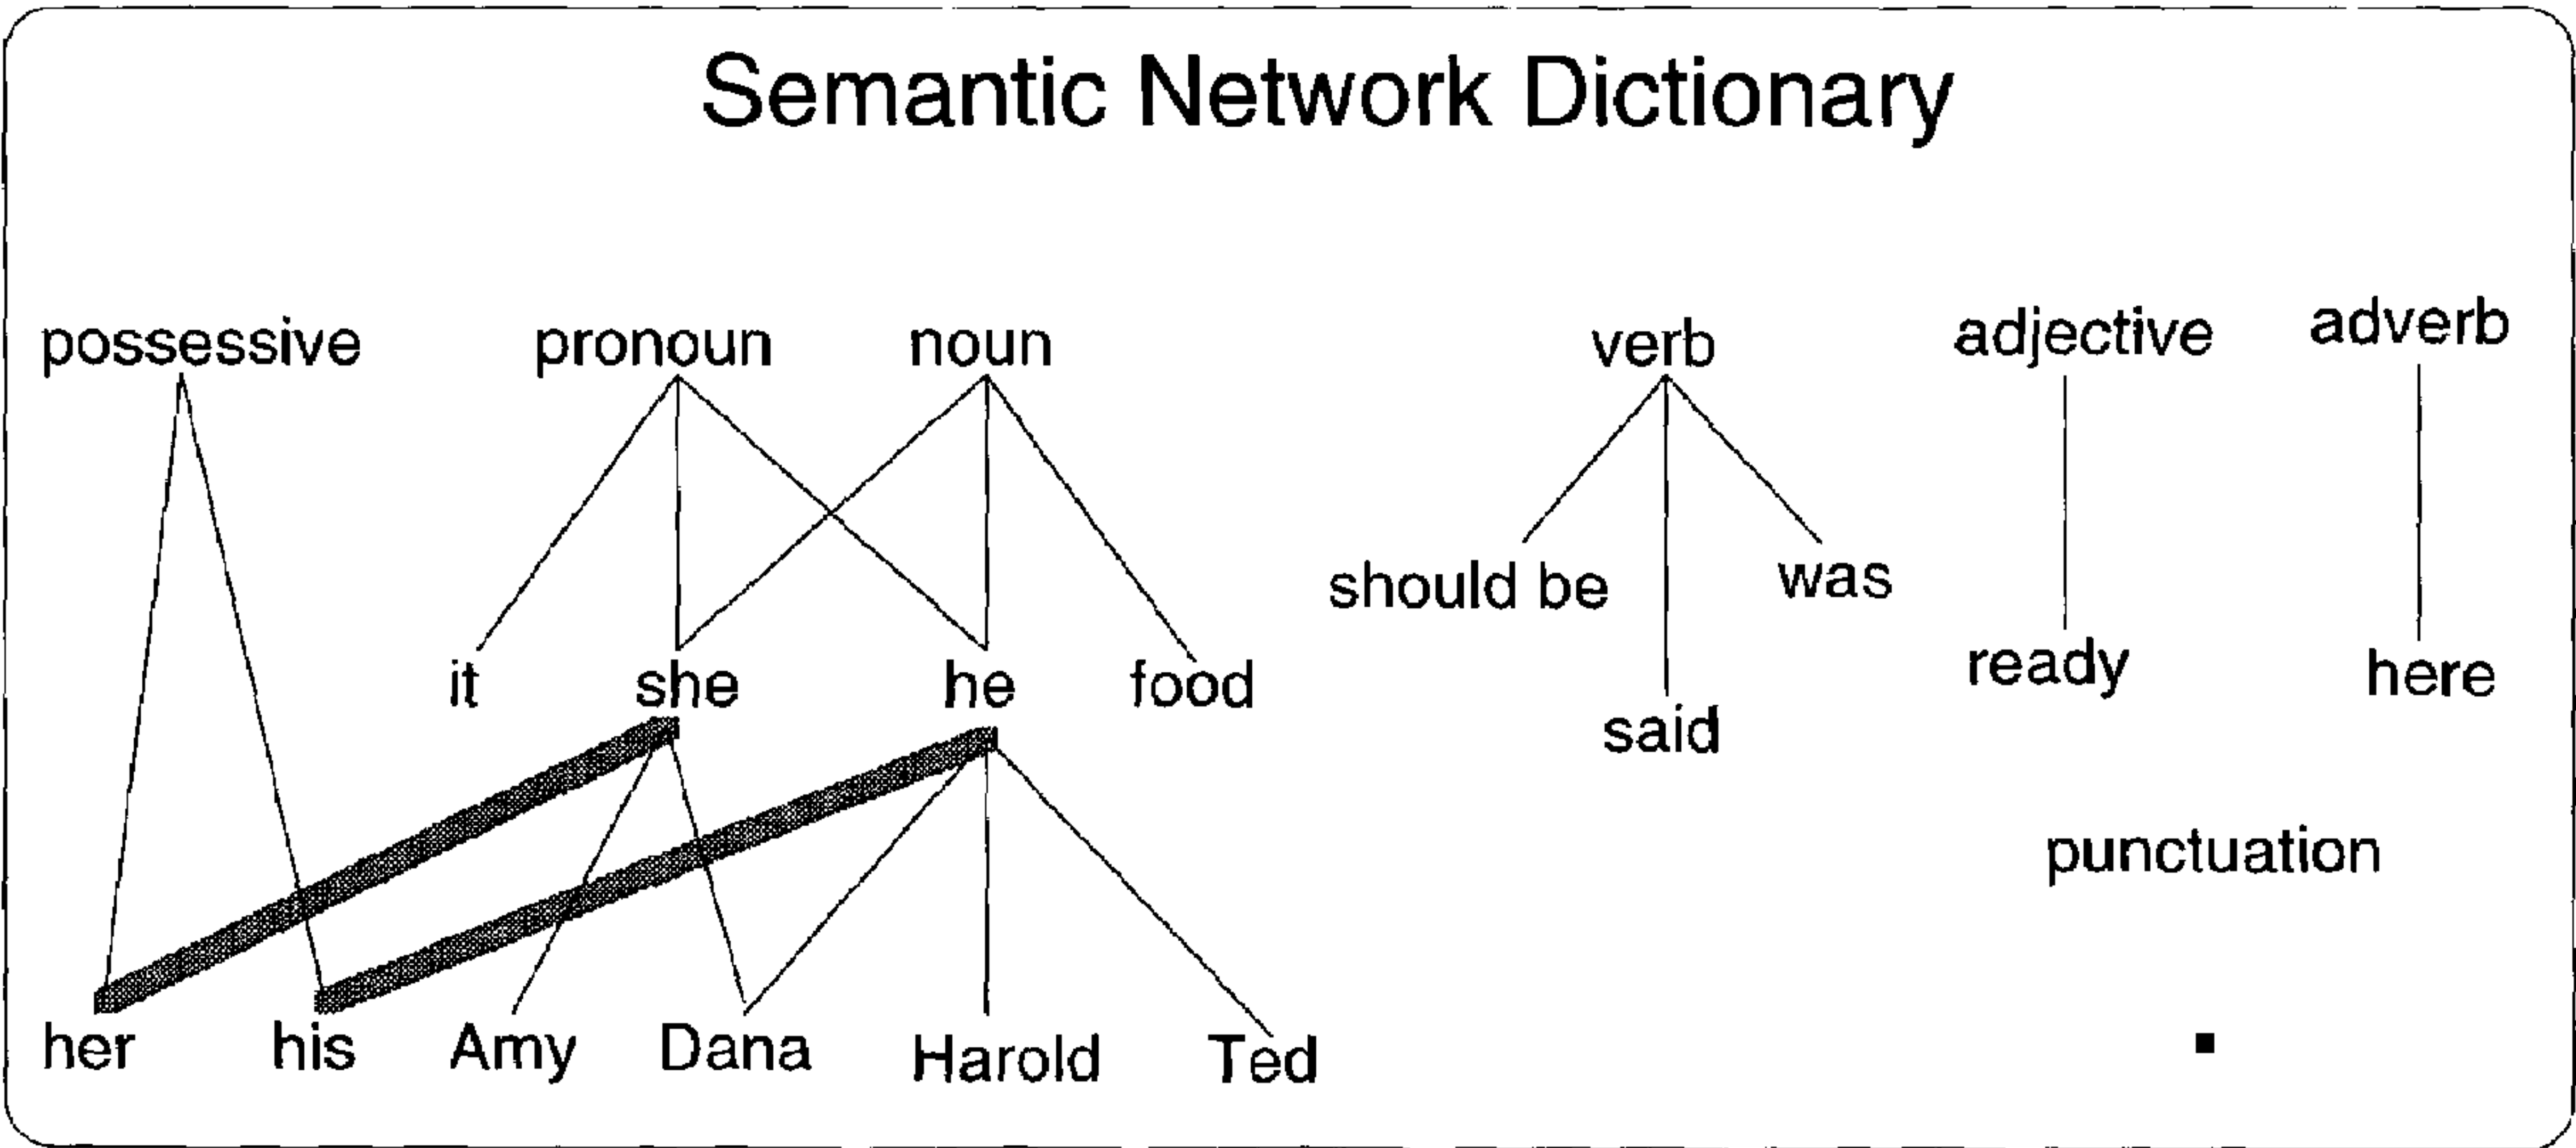 Semantic Network Dictionary
possessive pronoun noun verb adjective adverb
it she he food should be said was ready here
punctuation
her his Amy Dana Harold Ted .